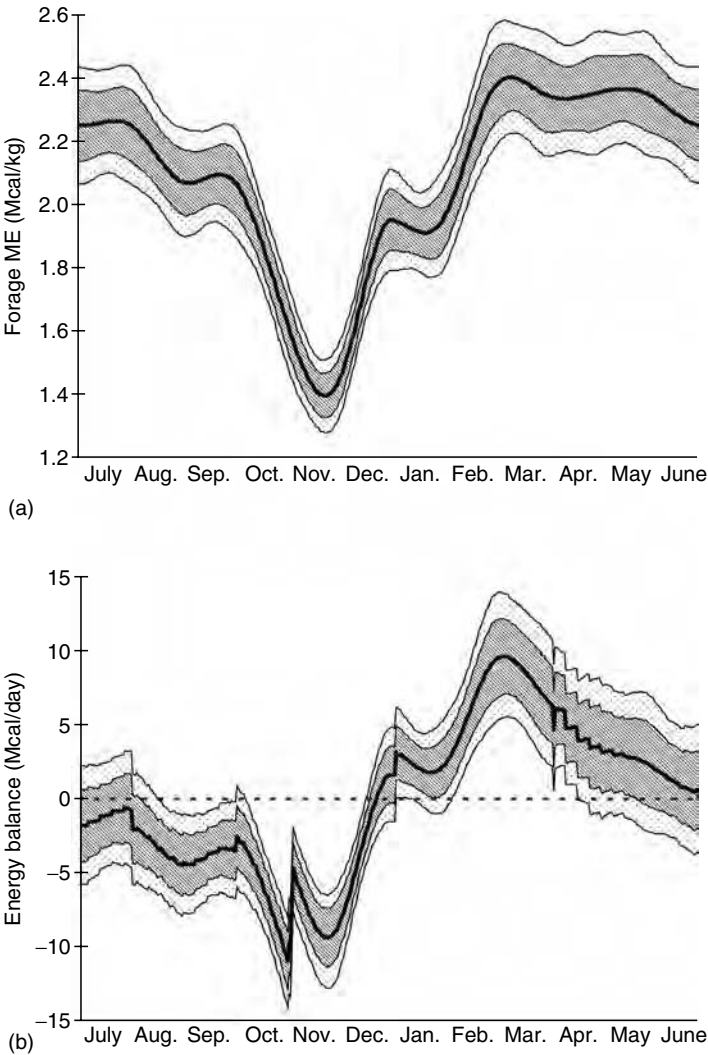 2.6
2.4
2.2
2.0
1.8
1.6
1.4
1.2
Forage ME (Mcal/kg)
July Aug. Sep. Oct. Nov. Dec. Jan. Feb. Mar. Apr. May June
(a)
15
10
5
0
−5
−10
−15
Energy balance (Mcal/day)
July Aug. Sep. Oct. Nov. Dec. Jan. Feb. Mar. Apr. May June
(b)